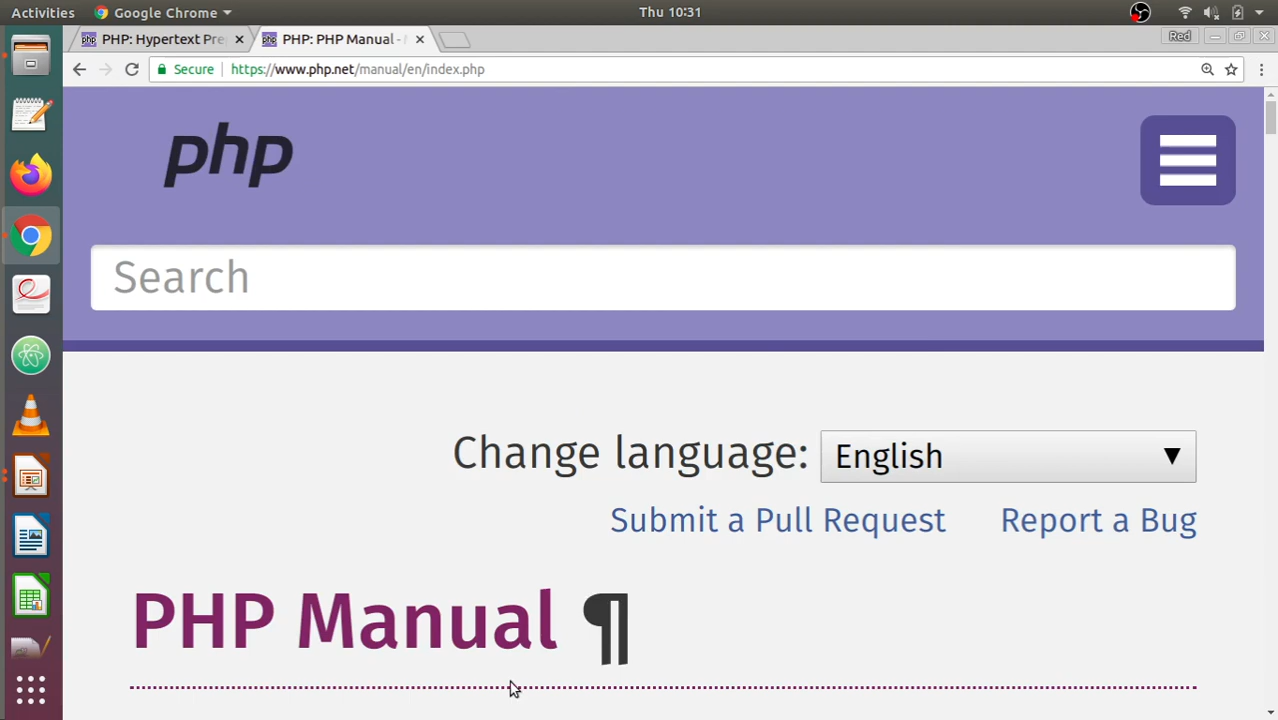 Activities Google Chrome Thu 10:31
PHP: Hypertext Pre PHP: PHP Manual - Red
Secure https://www.php.net/manual/en/index.php
php
Search
Change language: English
Submit a Pull Request Report a Bug
PHP Manual ¶